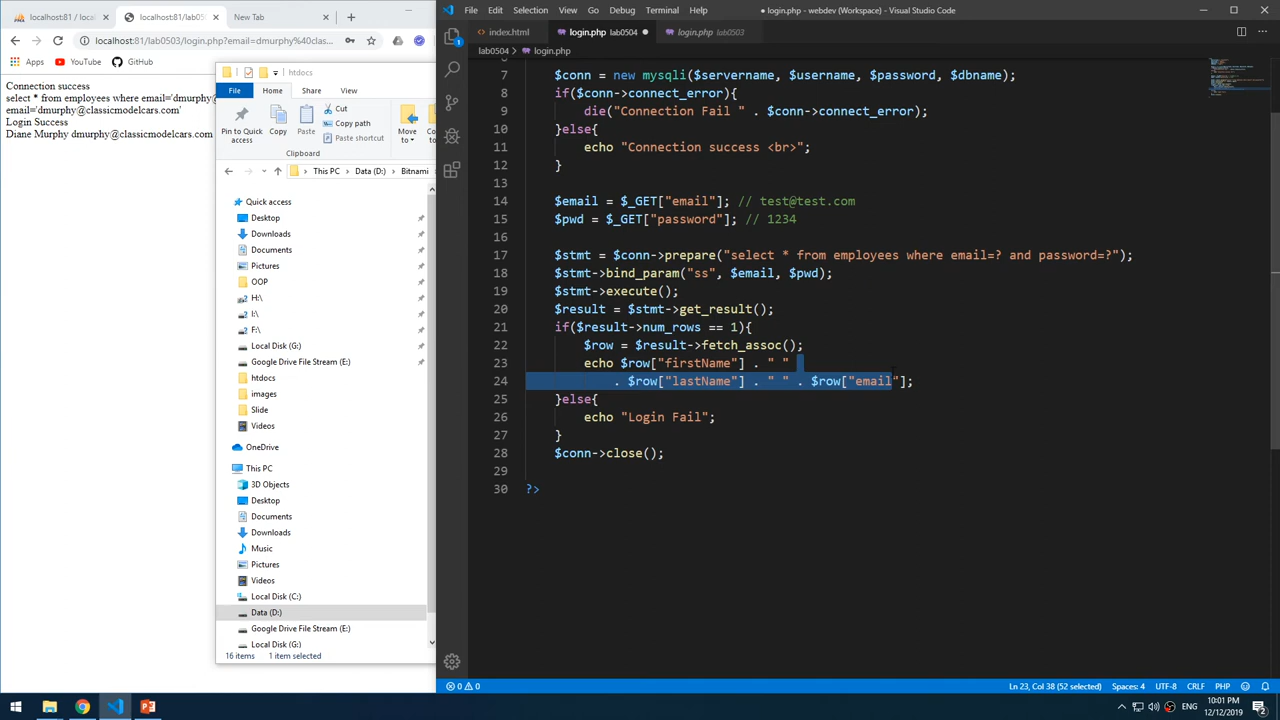 localhost:81 / local
localhost:81/lab05
New Tab
localhost:81/lab0503/login.php?email=dmurphy%40clas...
Apps
YouTube
GitHub
Connection success
select * from employees where email='dmurphy@
email='dmurphy@classicmodelcars.com'
Login Success
Diane Murphy dmurphy@classicmodelcars.com
htdocs
File
Home
Share
View
Pin to Quick
access
Copy
Paste
Cut
Copy path
Paste shortcut
Move
to
Clipboard
This PC
Data (D:)
Bitnami
Quick access
Desktop
Downloads
Documents
Pictures
OOP
H:\
I:\
F:\
Local Disk (G:)
Google Drive File Stream (E:)
htdocs
images
Slide
Videos
OneDrive
This PC
3D Objects
Desktop
Documents
Downloads
Music
Pictures
Videos
Local Disk (C:)
Data (D:)
Google Drive File Stream (E:)
Local Disk (G:)
16 items
1 item selected
File Edit Selection View Go Debug Terminal Help
● login.php - webdev (Workspace) - Visual Studio Code
index.html
login.php lab0504
login.php lab0503
lab0504 > login.php
7 $conn = new mysqli($servername, $username, $password, $dbname);
8 if($conn->connect_error){
9 die("Connection Fail " . $conn->connect_error);
10 }else{
11 echo "Connection success <br>";
12 }
13
14 $email = $_GET["email"]; // test@test.com
15 $pwd = $_GET["password"]; // 1234
16
17 $stmt = $conn->prepare("select * from employees where email=? and password=?");
18 $stmt->bind_param("ss", $email, $pwd);
19 $stmt->execute();
20 $result = $stmt->get_result();
21 if($result->num_rows == 1){
22 $row = $result->fetch_assoc();
23 echo $row["firstName"] . " "
24 . $row["lastName"] . " " . $row["email"];
25 }else{
26 echo "Login Fail";
27 }
28 $conn->close();
29
30 ?>
0 0
Ln 23, Col 38 (52 selected)
Spaces: 4
UTF-8
CRLF
PHP
ENG
10:01 PM
12/12/2019
2